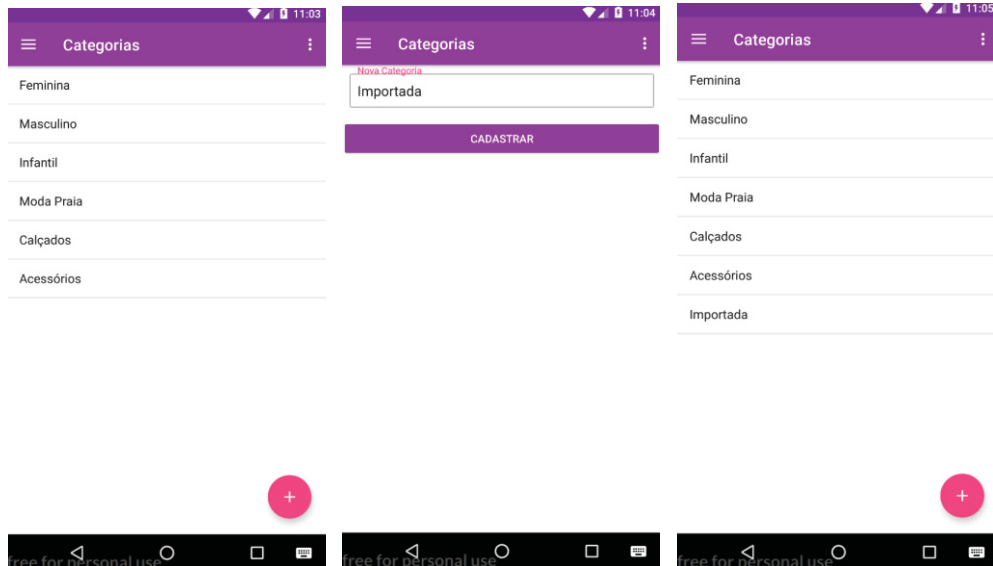 11:03
Categorias
Feminina
Masculino
Infantil
Moda Praia
Calçados
Acessórios
free for personal use
11:04
Categorias
Nova Categoria
Importada
CADASTRAR
free for personal use
11:05
Categorias
Feminina
Masculino
Infantil
Moda Praia
Calçados
Acessórios
Importada
free for personal use